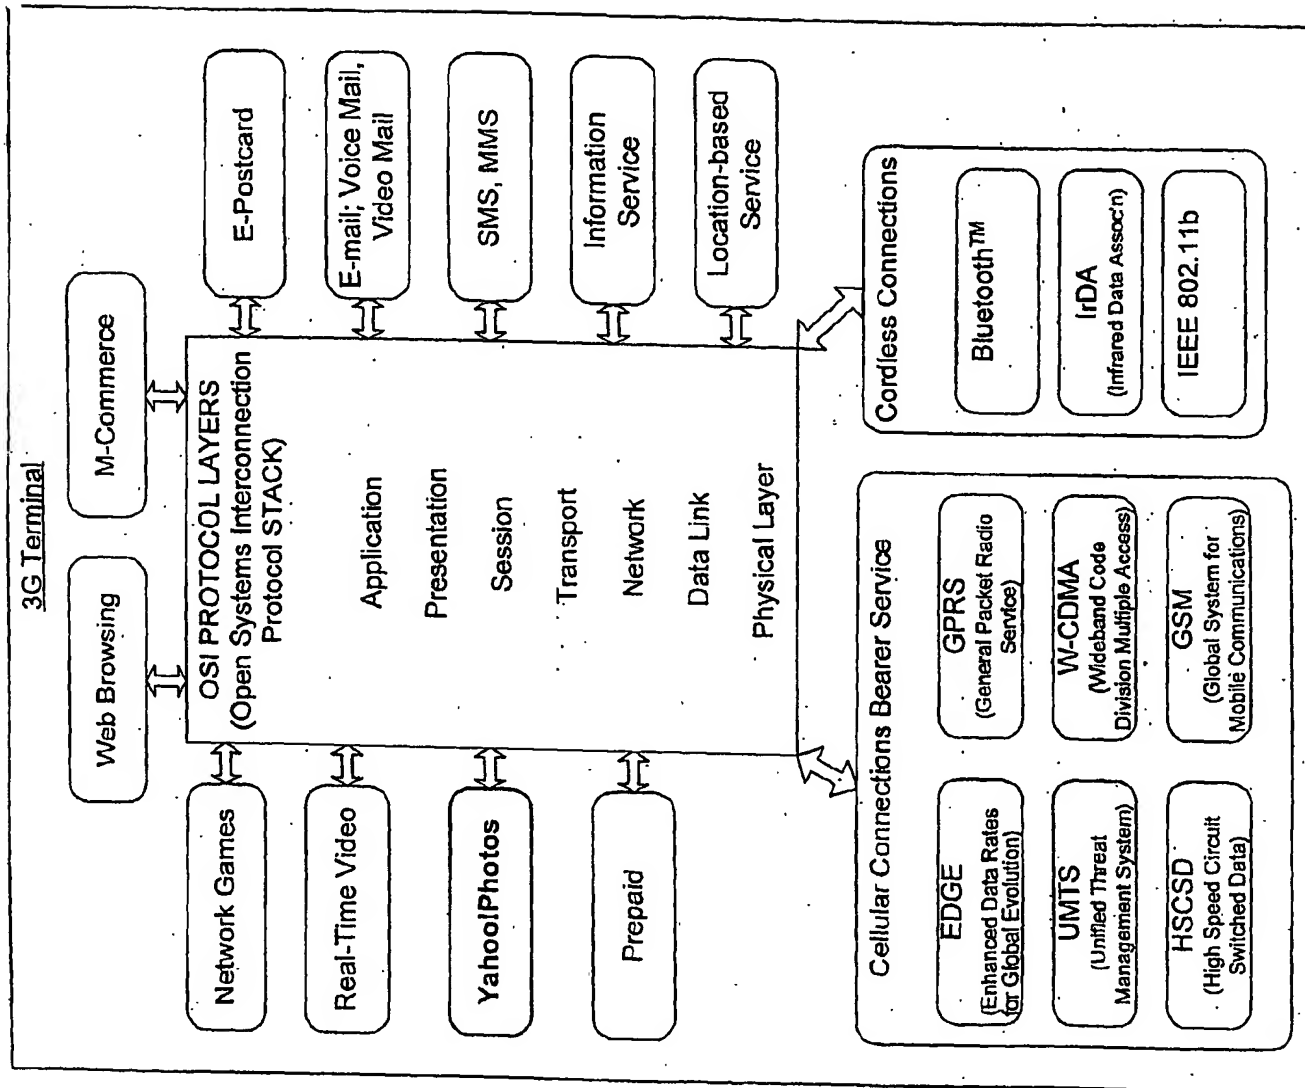 3G Terminal
Web Browsing
M-Commerce
OSI PROTOCOL LAYERS
(Open Systems Interconnection
Protocol STACK)
Application
Presentation
Session
Transport
Network
Data Link
Physical Layer
Network Games
Real-Time Video
Yahoo!Photos
Prepaid
E-Postcard
E-mail; Voice Mail,
Video Mail
SMS, MMS
Information
Service
Location-based
Service
Cellular Connections Bearer Service
EDGE
(Enhanced Data Rates
for Global Evolution)
GPRS
(General Packet Radio
Service)
UMTS
(Unified Threat
Management System)
W-CDMA
(Wideband Code
Division Multiple Access)
HSCSD
(High Speed Circuit
Switched Data)
GSM
(Global System for
Mobile Communications)
Cordless Connections
Bluetooth™
IrDA
(Infrared Data Assoc'n)
IEEE 802.11b